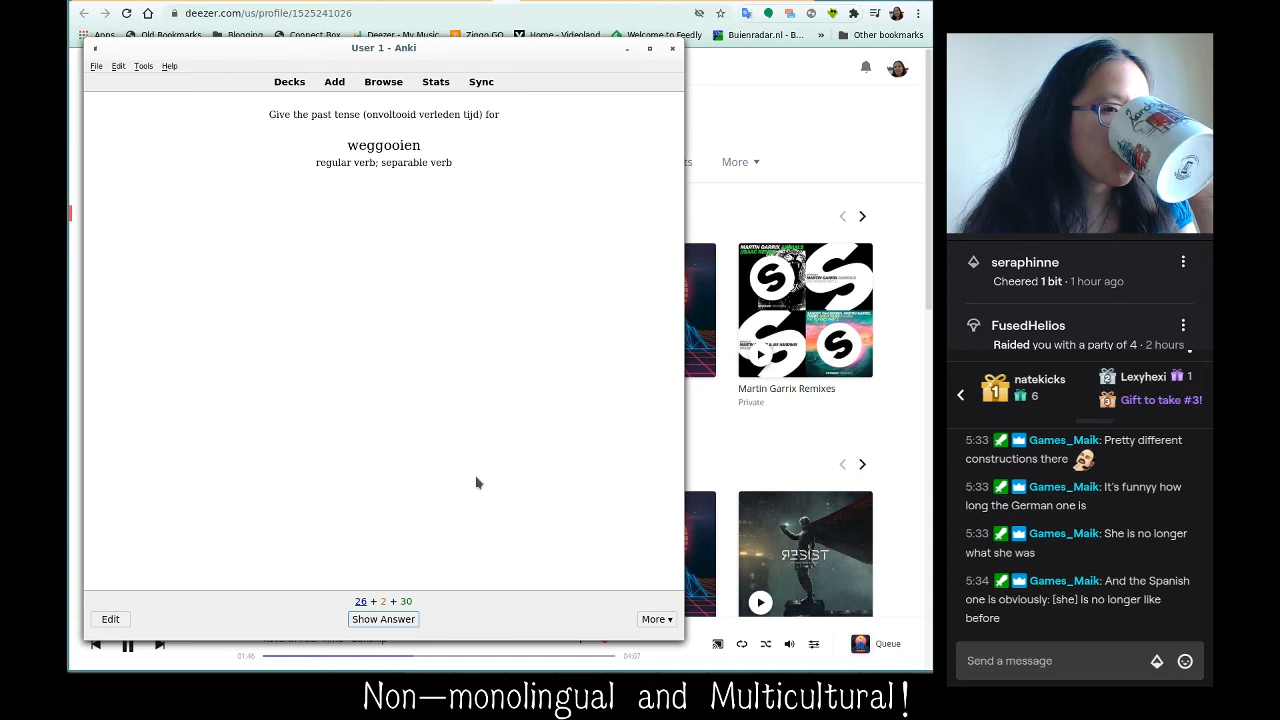 deezer.com/us/profile/1525241026
Apps Old Bookmarks Blogging Connect Box Deezer - My Music Ziggo GO Home - Videoland Welcome to Feedly Buienradar.nl - B... » Other bookmarks
User 1 - Anki
File Edit Tools Help
Decks Add Browse Stats Sync
Give the past tense (onvoltooid verleden tijd) for
weggooien
regular verb; separable verb
26 + 2 + 30
Edit
Show Answer
More ▾
More
Martin Garrix Remixes
Private
RESIST
01:46
04:07
Queue
seraphinne
Cheered 1 bit · 1 hour ago
FusedHelios
Raided you with a party of 4 · 2 hours
natekicks
6
Lexyhexi 1
Gift to take #3!
5:33 Games_Maik: Pretty different
constructions there
5:33 Games_Maik: It's funnyy how
long the German one is
5:33 Games_Maik: She is no longer
what she was
5:34 Games_Maik: And the Spanish
one is obviously: [she] is no longer like
before
Send a message
Non-monolingual and Multicultural!